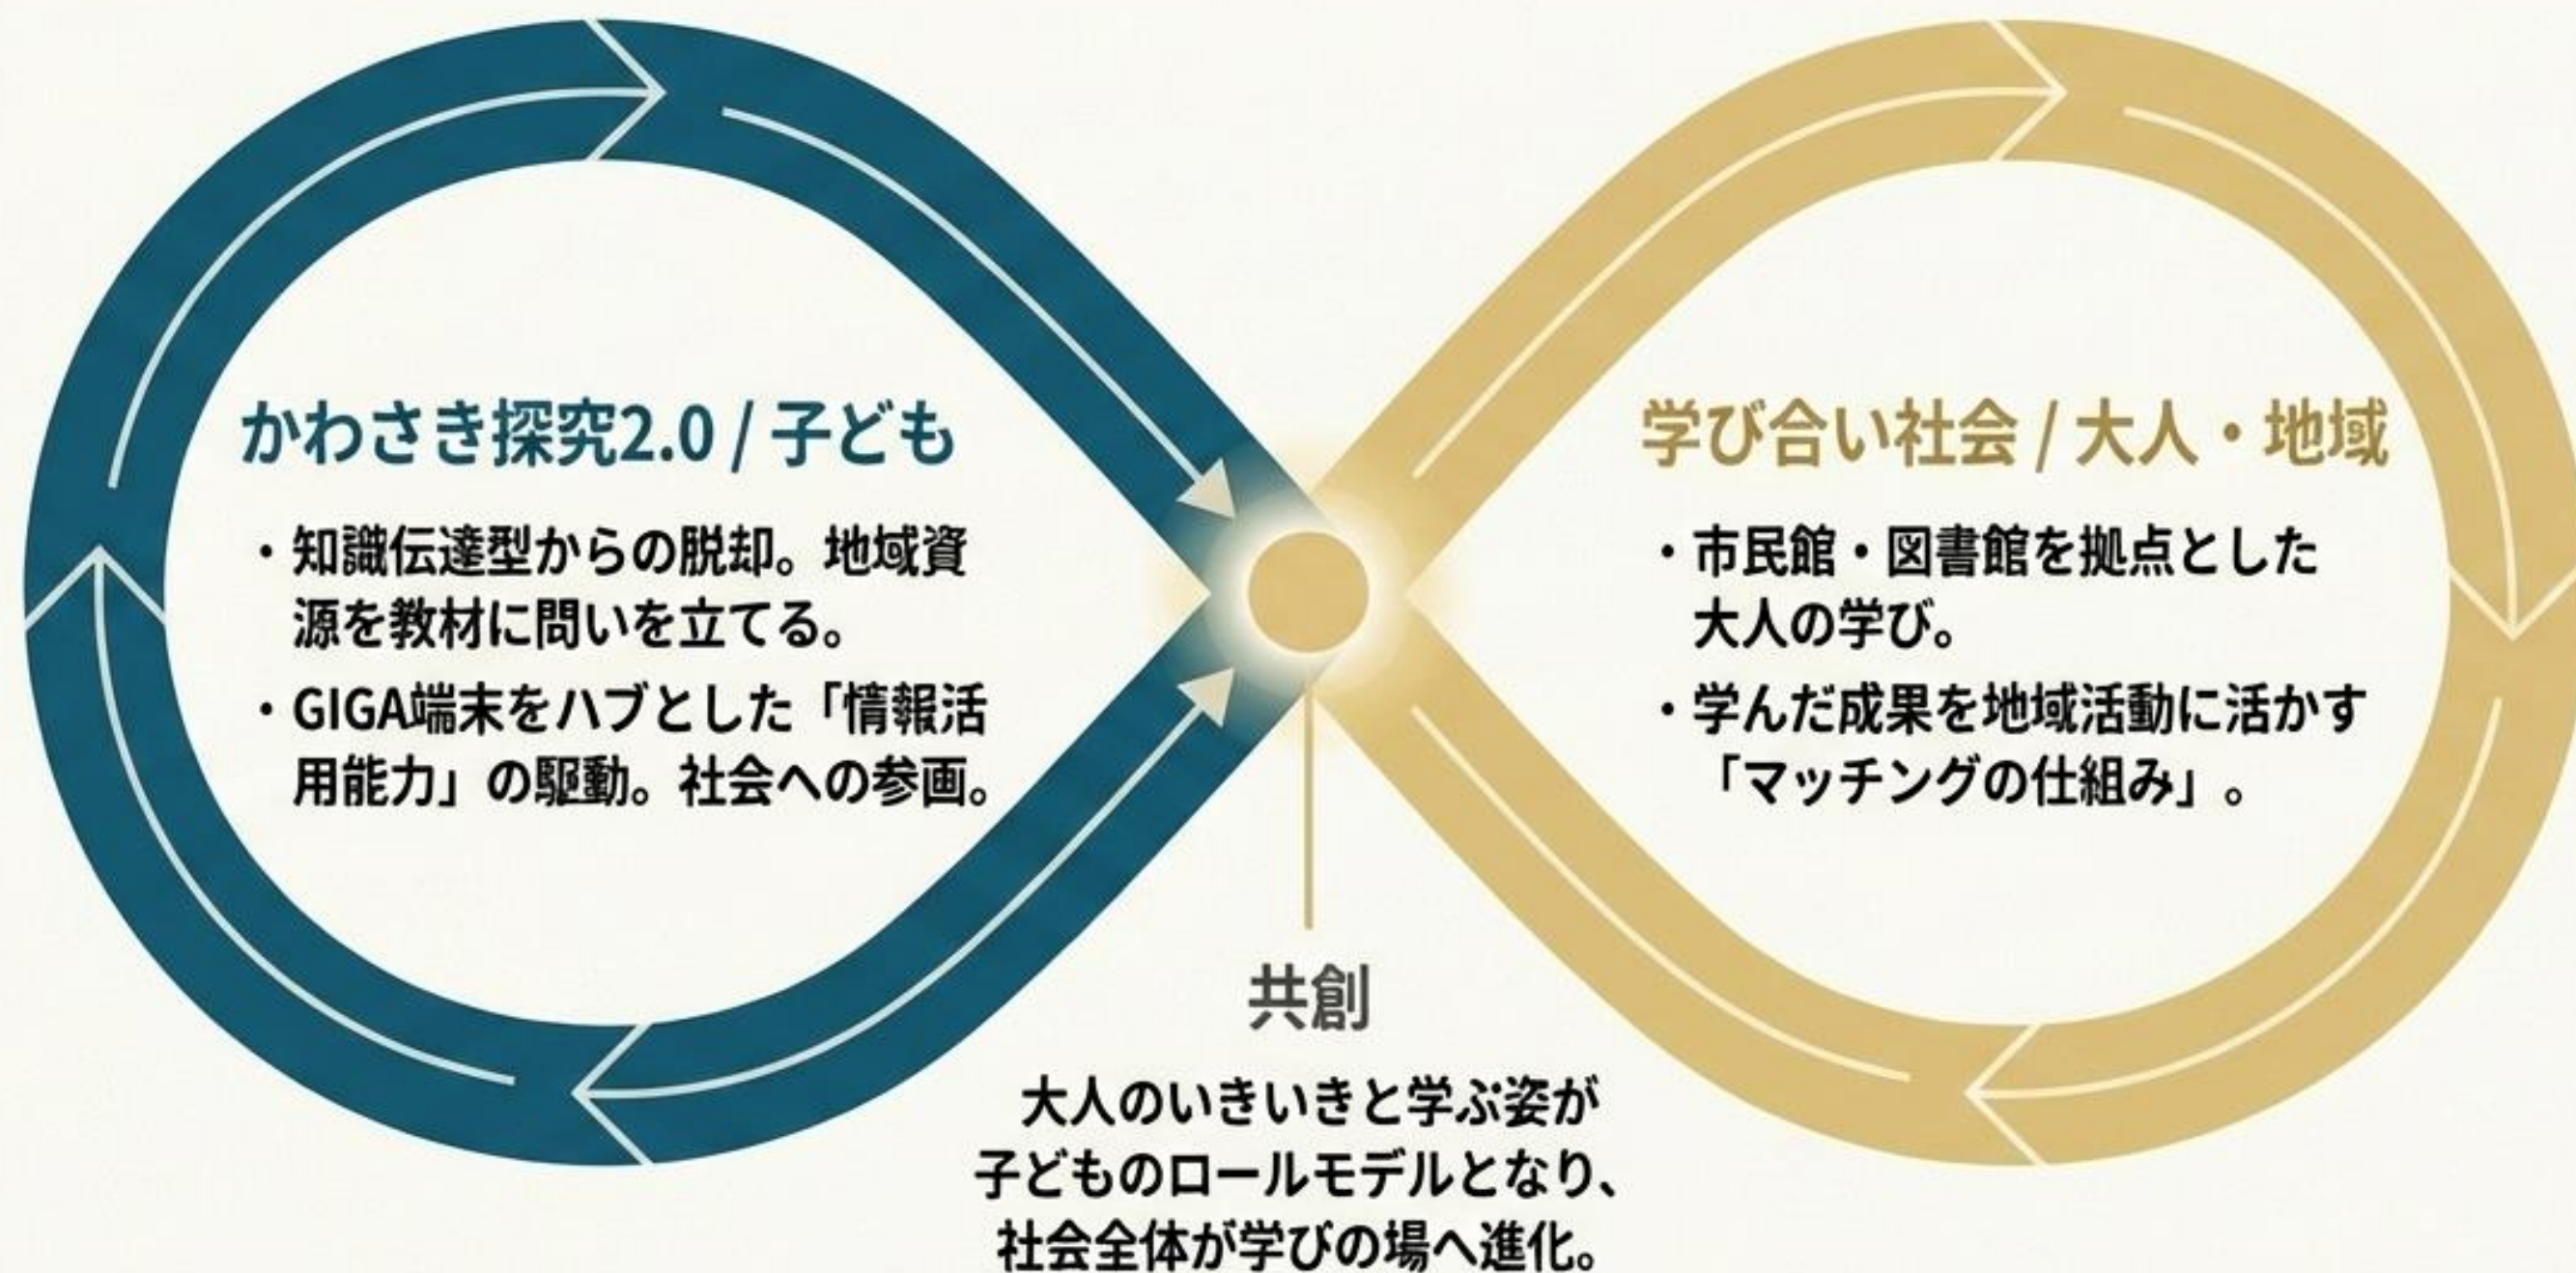 かわさき探究2.0 / 子ども
・知識伝達型からの脱却。地域資
源を教材に問いを立てる。
・GIGA端末をハブとした「情報活
用能力」の駆動。社会への参画。
学び合い社会 / 大人・地域
・市民館・図書館を拠点とした
大人の学び。
・学んだ成果を地域活動に活かす
「マッチングの仕組み」。
共創
大人のいきいきと学ぶ姿が
子どものロールモデルとなり、
社会全体が学びの場へ進化。